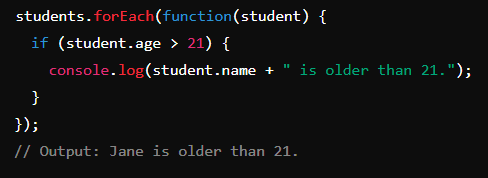 students.forEach(function(student) {
  if (student.age > 21) {
    console.log(student.name + " is older than 21.");
  }
});
// Output: Jane is older than 21.